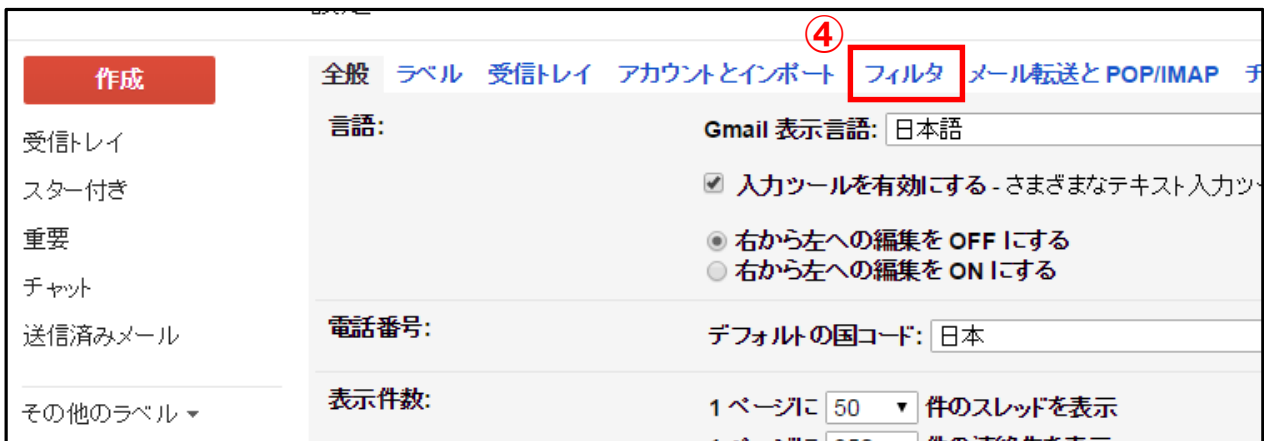 ④
作成
全般 ラベル 受信トレイ アカウントとインポート フィルタ メール転送と POP/IMAP チ
受信トレイ
スター付き
重要
チャット
送信済みメール
その他のラベル
言語:
Gmail 表示言語: 日本語
入力ツールを有効にする - さまざまなテキスト入力ツ
右から左への編集を OFF にする
右から左への編集を ON にする
電話番号:
デフォルトの国コード: 日本
表示件数:
1 ページに 50 件のスレッドを表示